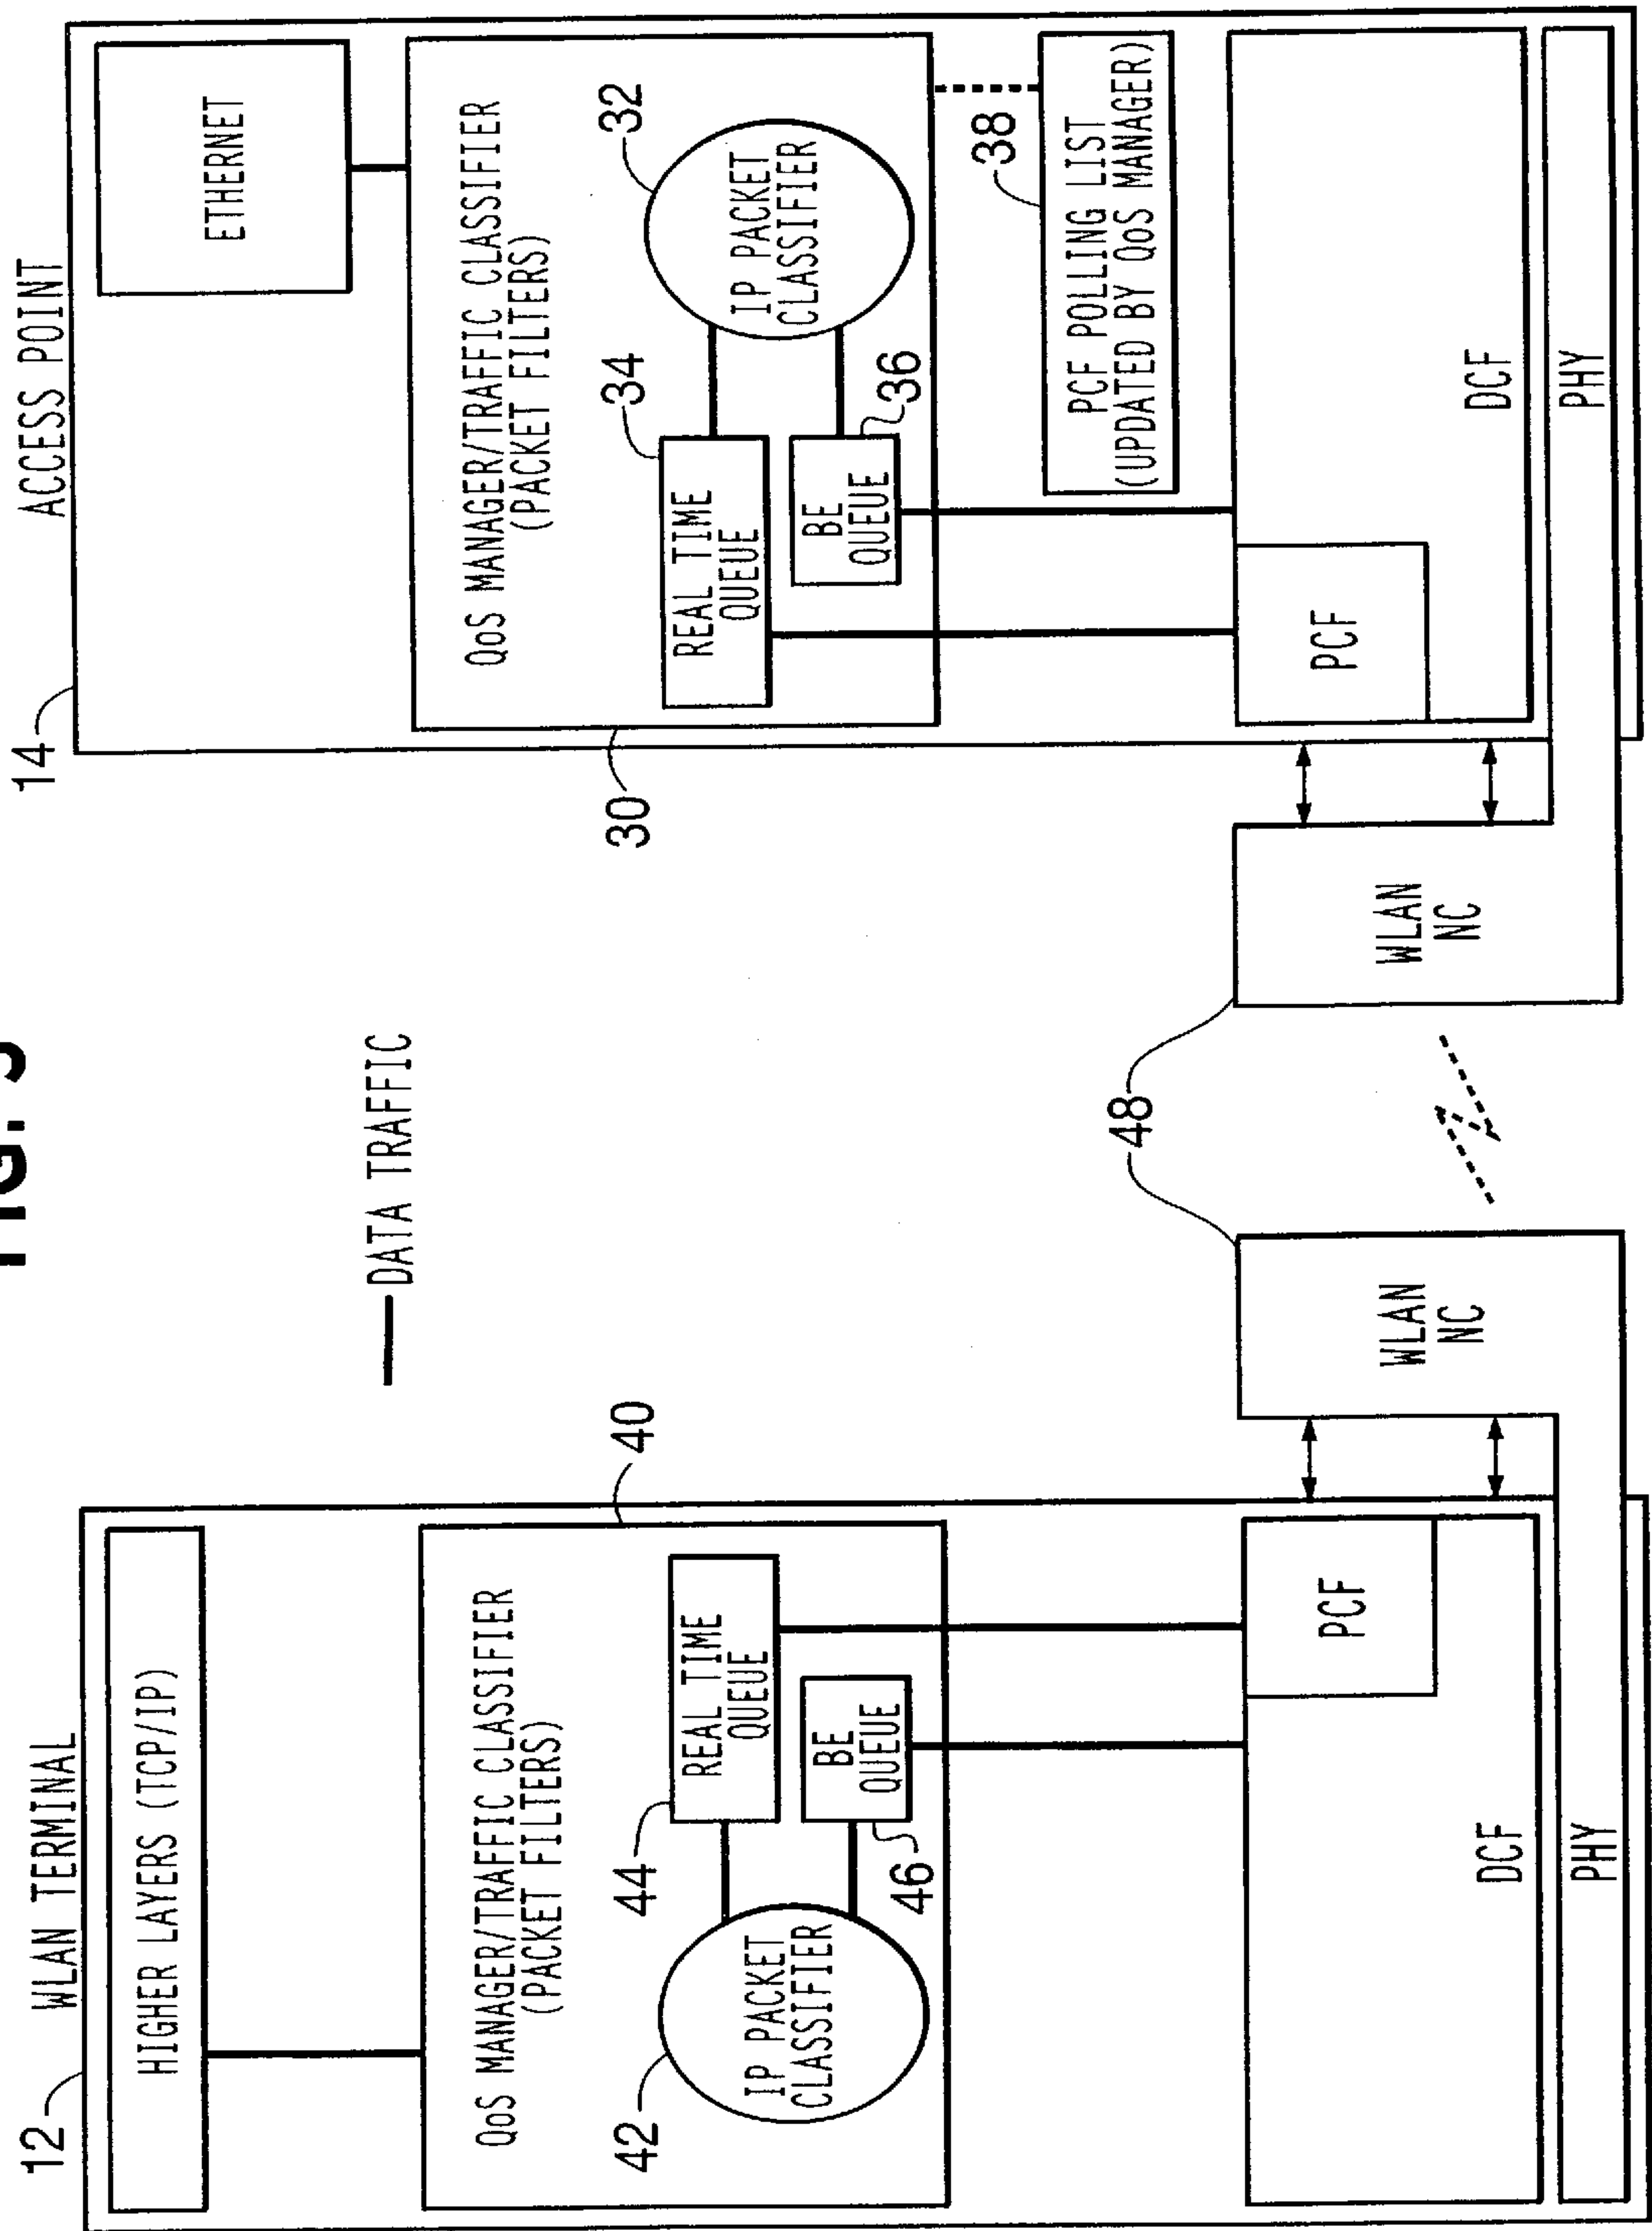 WLAN TERMINAL
12
HIGHER LAYERS (TCP/IP)
QoS MANAGER/TRAFFIC CLASSIFIER
(PACKET FILTERS)
40
42
IP PACKET
CLASSIFIER
44
REAL TIME
QUEUE
46
BE
QUEUE
PCF
DCF
PHY
DATA TRAFFIC
48
WLAN
NC
WLAN
NC
ACCESS POINT
14
ETHERNET
QoS MANAGER/TRAFFIC CLASSIFIER
(PACKET FILTERS)
30
34
REAL TIME
QUEUE
32
IP PACKET
CLASSIFIER
BE
QUEUE
36
38
PCF POLLING LIST
(UPDATED BY QoS MANAGER)
PCF
DCF
PHY